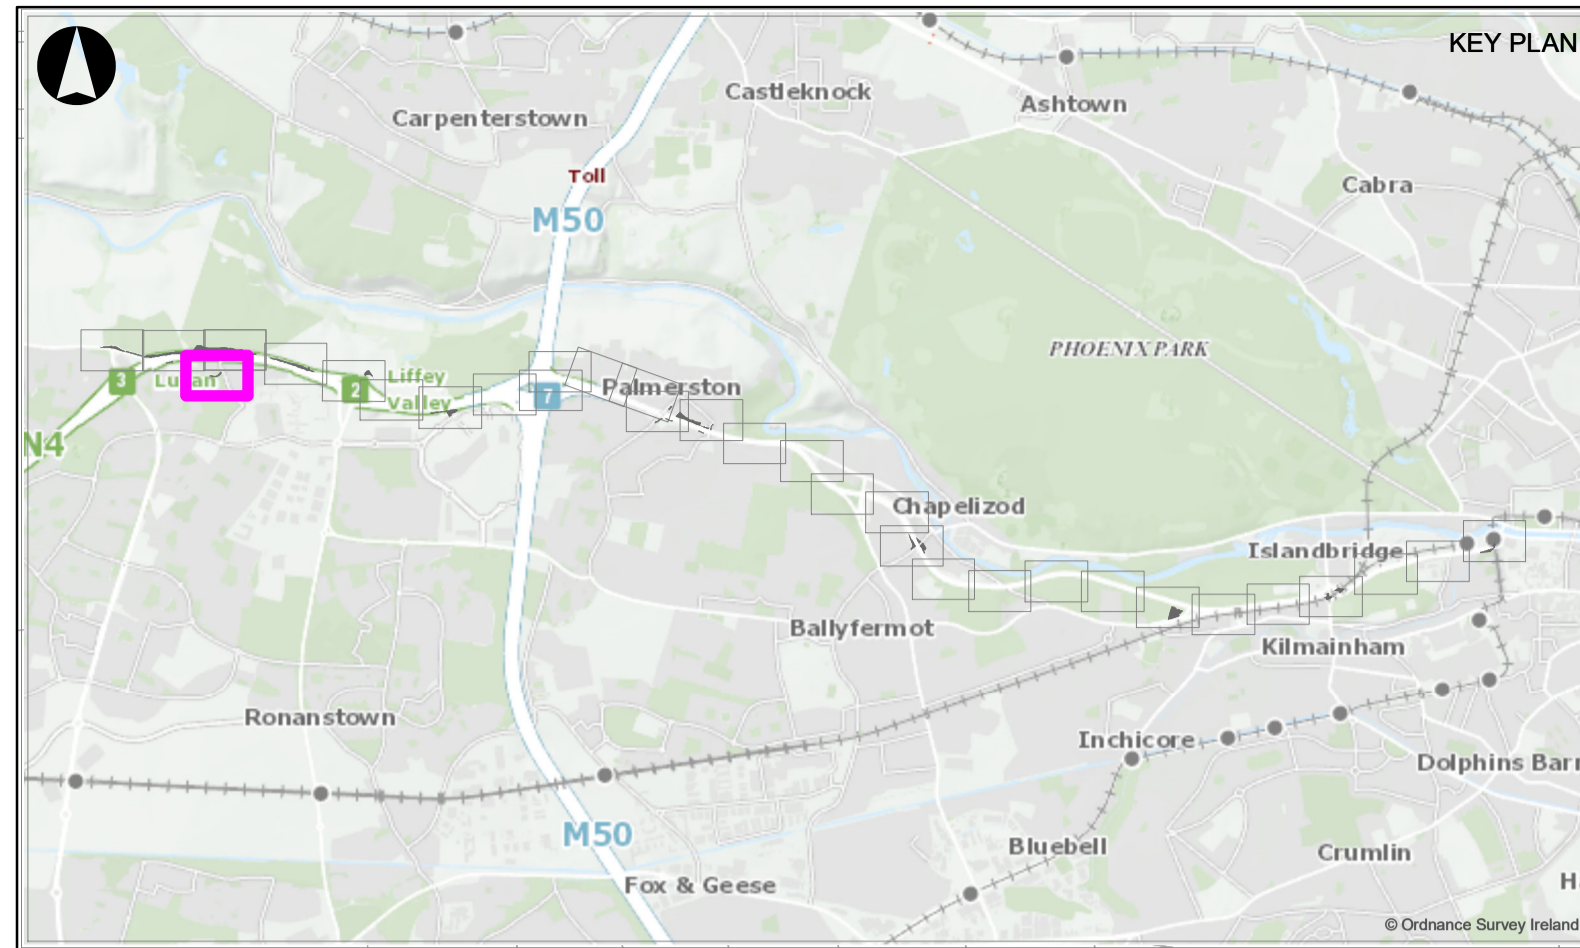 KEY PLAN
Castleknock
Ashtown
Carpenterstown
Toll
Cabra
M50
PHOENIX PARK
3
Lucan
2
Liffey
Valley
7
Palmerston
N4
Chapelizod
Islandbridge
Ballyfermot
Kilmainham
Ronanstown
Inchicore
Dolphins Barn
M50
Bluebell
Crumlin
Fox & Geese
H
© Ordnance Survey Ireland